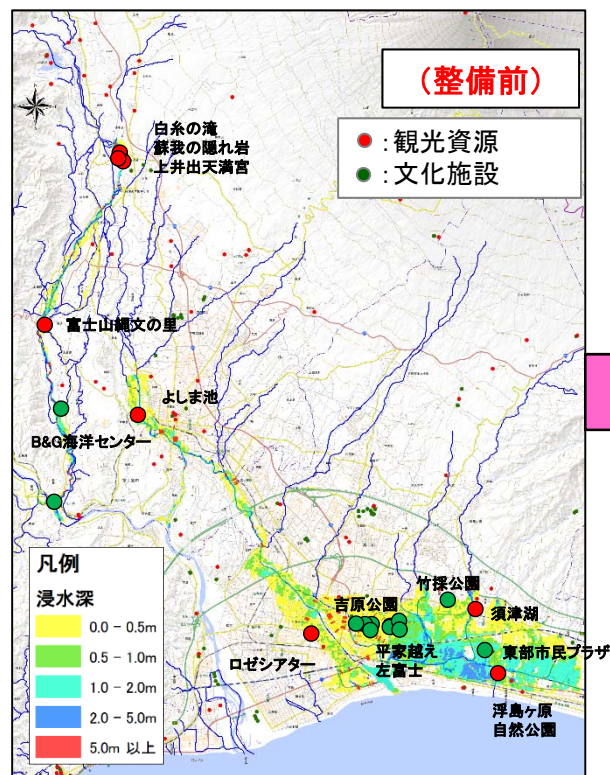 (整備前)
●:観光資源
●:文化施設
白糸の滝
蘇我の隠れ岩
上井出天満宮
富士山縄文の里
よしま池
B&G海洋センター
竹採公園
吉原公園
須津湖
平家越え
左富士
東部市民プラザ
ロゼシアター
浮島ヶ原
自然公園
凡例
浸水深
0.0 – 0.5m
0.5 – 1.0m
1.0 – 2.0m
2.0 – 5.0m
5.0m 以上